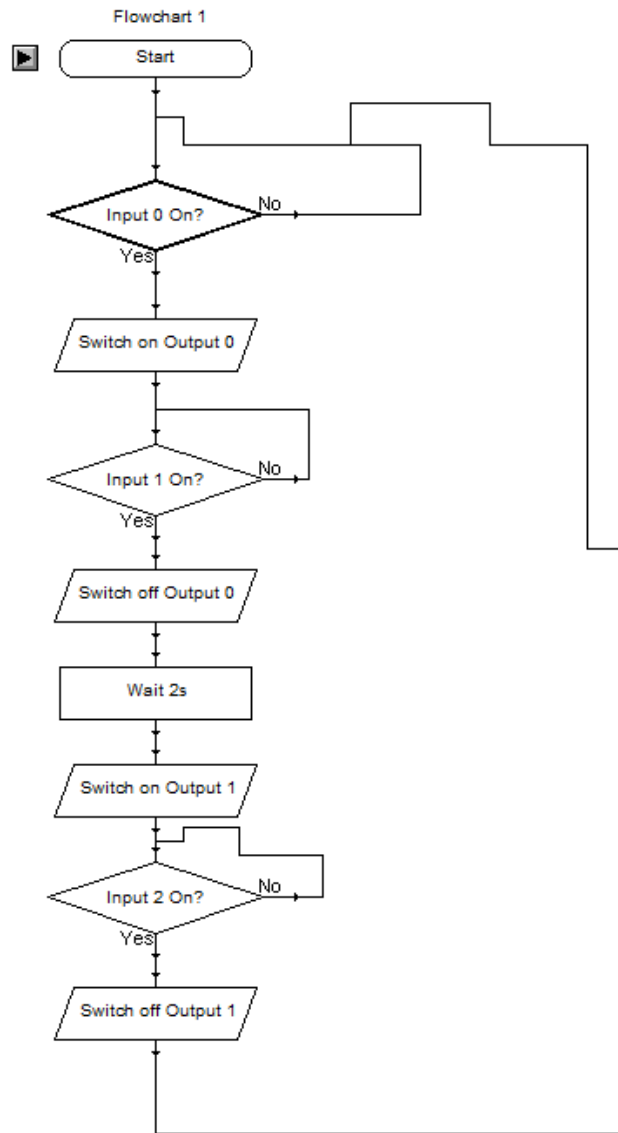 Flowchart 1
Start
Input 0 On?
No
Yes
Switch on Output 0
Input 1 On?
No
Yes
Switch off Output 0
Wait 2s
Switch on Output 1
Input 2 On?
No
Yes
Switch off Output 1